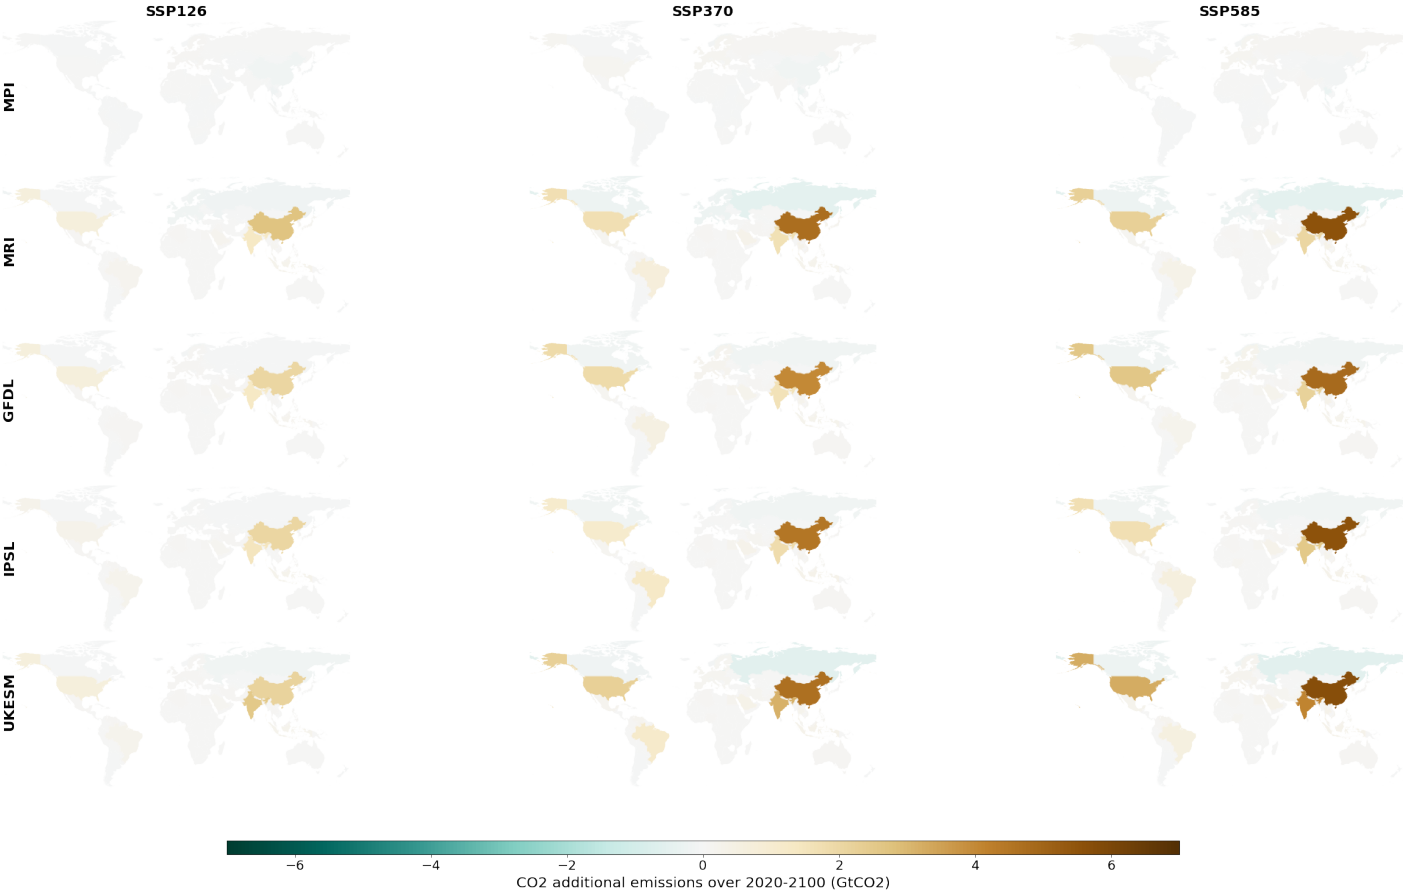 SSP126 SSP370 SSP585
MPI
MRI
GFDL
IPSL
UKESM
−6 −4 −2 0 2 4 6
CO2 additional emissions over 2020-2100 (GtCO2)